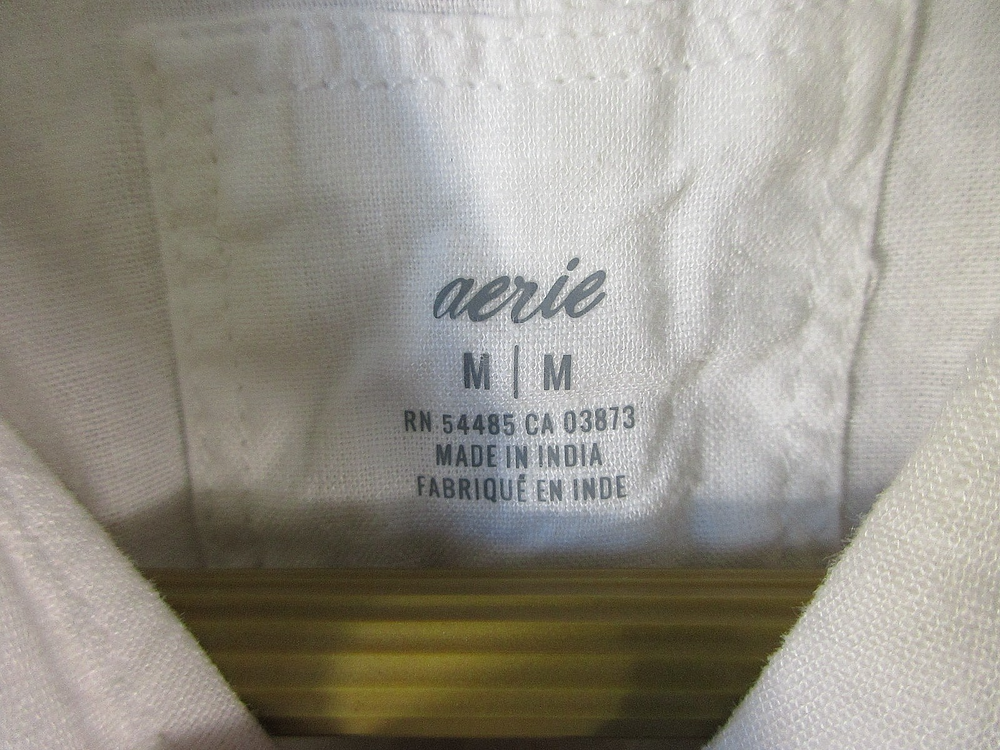 aerie
M | M
RN 54485 CA 03873
MADE IN INDIA
FABRIQUÉ EN INDE